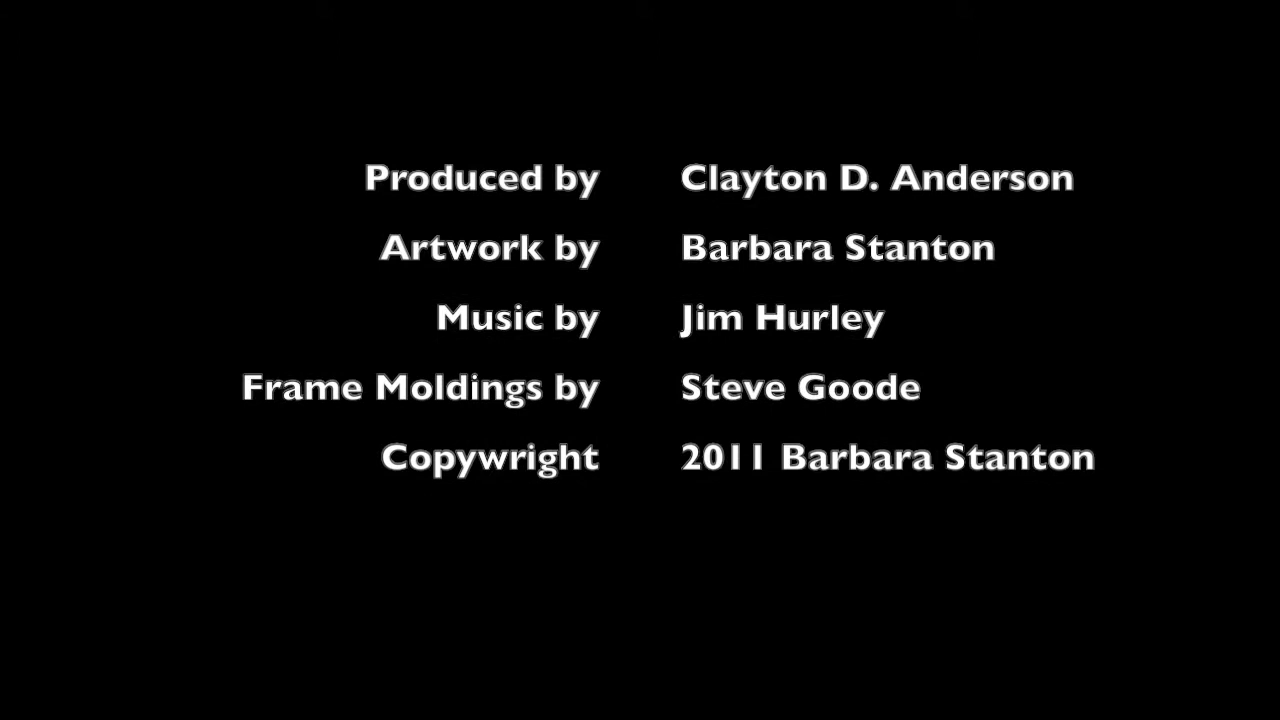 Produced by Clayton D. Anderson
Artwork by Barbara Stanton
Music by Jim Hurley
Frame Moldings by Steve Goode
Copywright 2011 Barbara Stanton